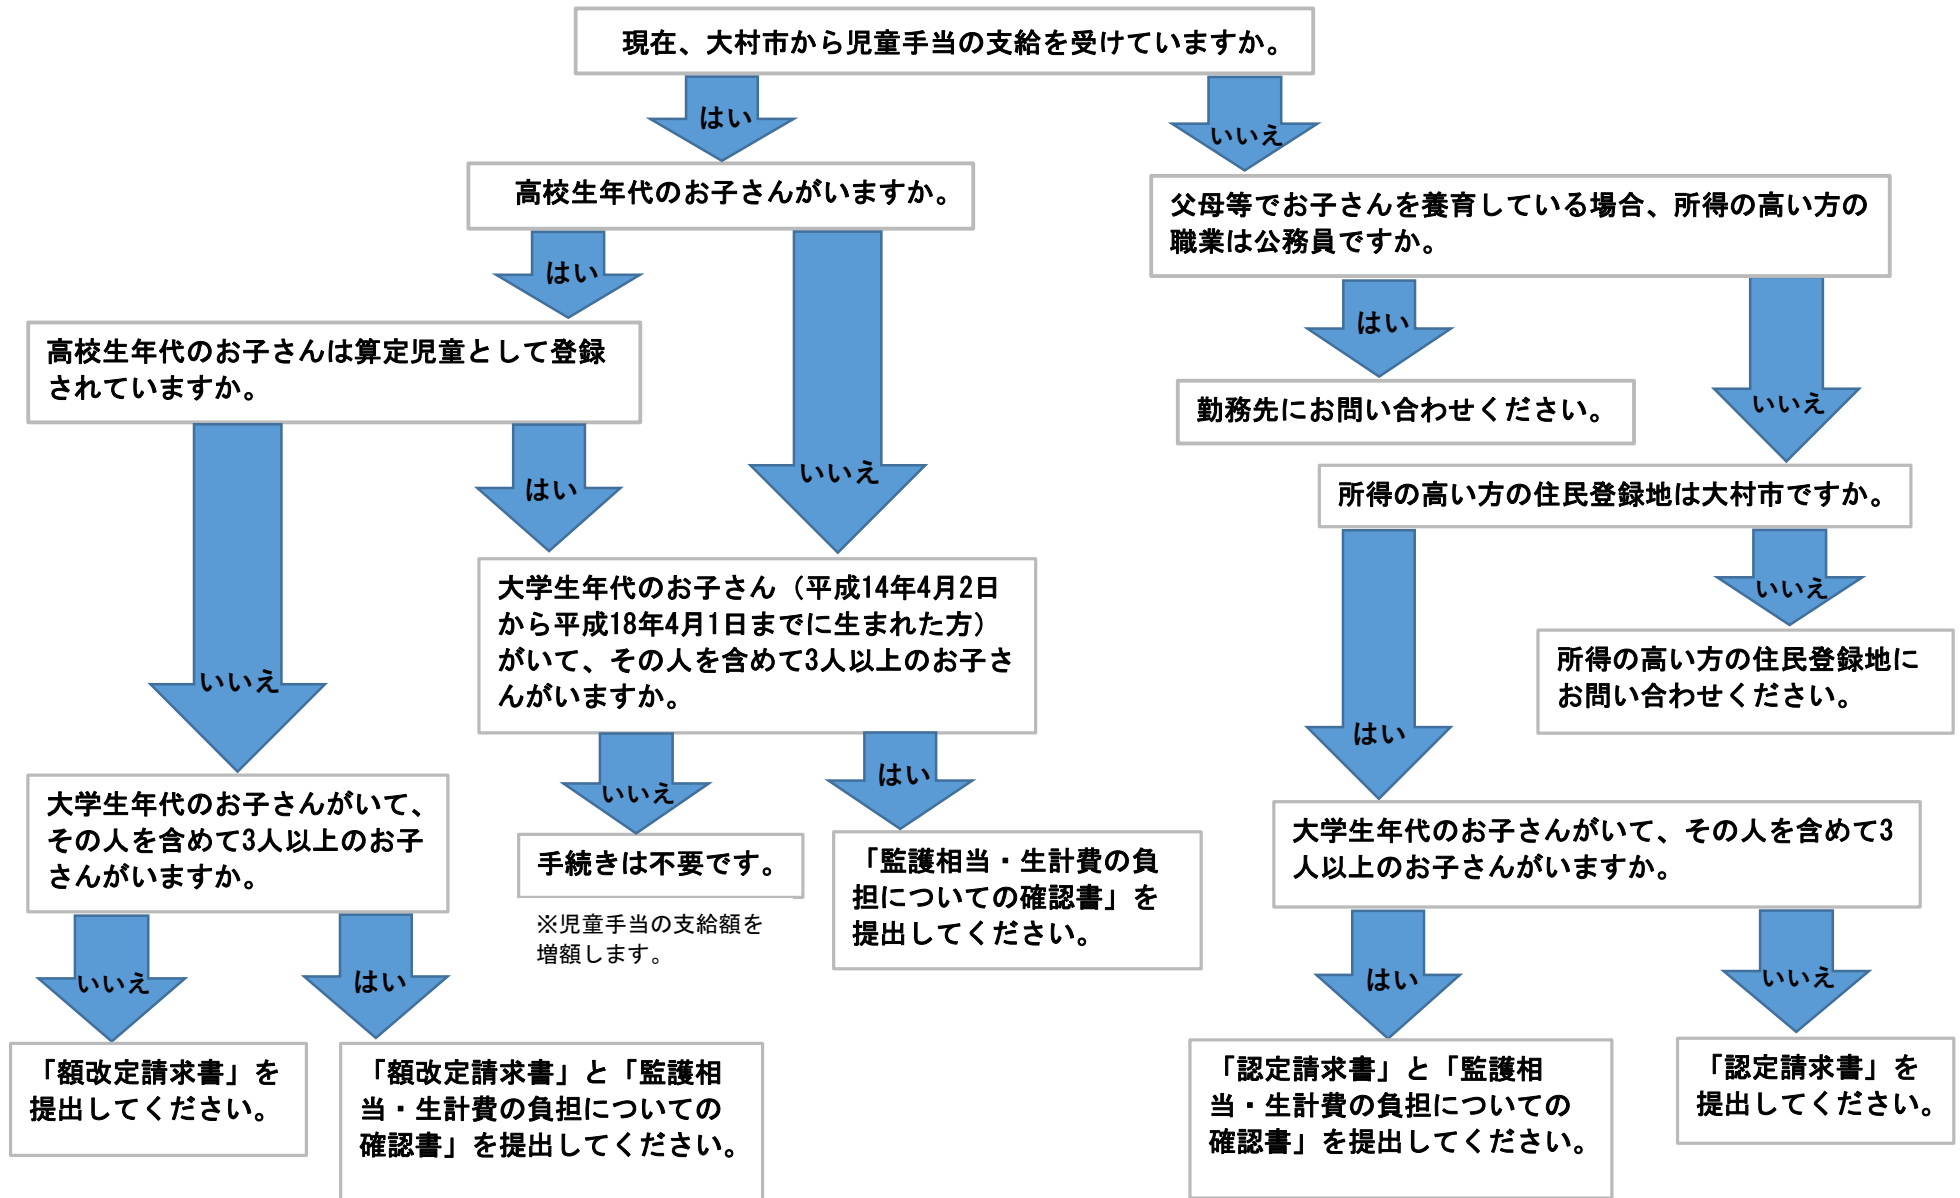 現在、大村市から児童手当の支給を受けていますか。
はい
いいえ
高校生年代のお子さんがいますか。
父母等でお子さんを養育している場合、所得の高い方の
職業は公務員ですか。
はい
いいえ
はい
いいえ
高校生年代のお子さんは算定児童として登録
されていますか。
勤務先にお問い合わせください。
いいえ
はい
所得の高い方の住民登録地は大村市ですか。
はい
いいえ
大学生年代のお子さん（平成14年4月2日
から平成18年4月1日までに生まれた方）
がいて、その人を含めて3人以上のお子さ
んがいますか。
所得の高い方の住民登録地に
お問い合わせください。
いいえ
はい
大学生年代のお子さんがいて、
その人を含めて3人以上のお子
さんがいますか。
手続きは不要です。
※児童手当の支給額を
増額します。
「監護相当・生計費の負
担についての確認書」を
提出してください。
大学生年代のお子さんがいて、その人を含めて3
人以上のお子さんがいますか。
いいえ
はい
はい
いいえ
「額改定請求書」を
提出してください。
「額改定請求書」と「監護相
当・生計費の負担についての
確認書」を提出してください。
「認定請求書」と「監護相
当・生計費の負担についての
確認書」を提出してください。
「認定請求書」を
提出してください。